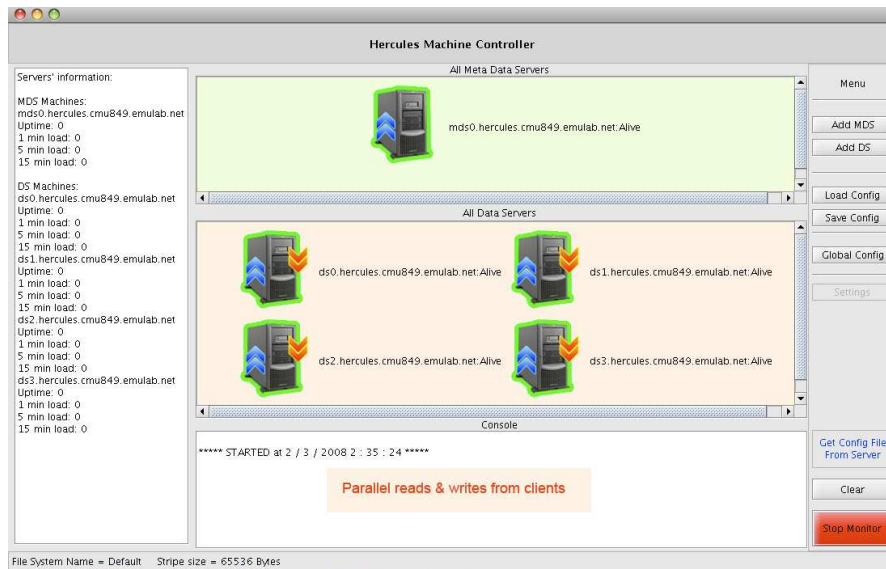 Hercules Machine Controller
Servers' information:
MDS Machines:
mds0.hercules.cmu849.emulab.net
Uptime: 0
1 min load: 0
5 min load: 0
15 min load: 0
DS Machines:
ds0.hercules.cmu849.emulab.net
Uptime: 0
1 min load: 0
5 min load: 0
15 min load: 0
ds1.hercules.cmu849.emulab.net
Uptime: 0
1 min load: 0
5 min load: 0
15 min load: 0
ds2.hercules.cmu849.emulab.net
Uptime: 0
1 min load: 0
5 min load: 0
15 min load: 0
ds3.hercules.cmu849.emulab.net
Uptime: 0
1 min load: 0
5 min load: 0
15 min load: 0
All Meta Data Servers
mds0.hercules.cmu849.emulab.net:Alive
All Data Servers
ds0.hercules.cmu849.emulab.net:Alive
ds1.hercules.cmu849.emulab.net:Alive
ds2.hercules.cmu849.emulab.net:Alive
ds3.hercules.cmu849.emulab.net:Alive
Console
***** STARTED at 2 / 3 / 2008 2 : 35 : 24 *****
Parallel reads & writes from clients
Menu
Add MDS
Add DS
Load Config
Save Config
Global Config
Settings
Get Config File
From Server
Clear
Stop Monitor
File System Name = Default Stripe size = 65536 Bytes